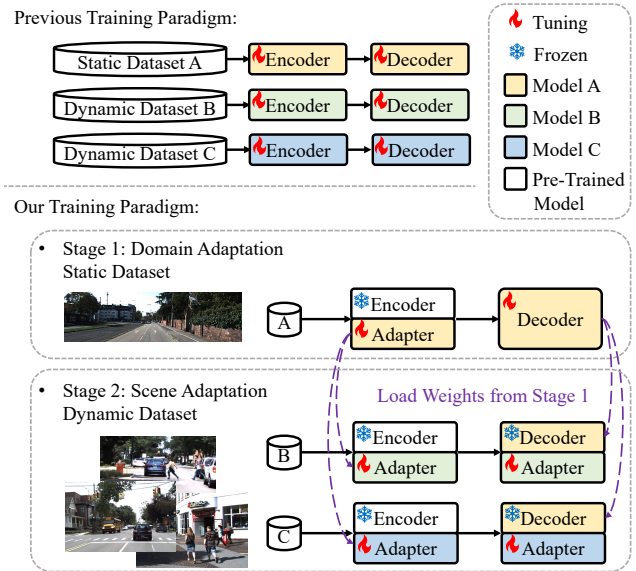 Previous Training Paradigm:
Static Dataset A
Encoder
Decoder
Dynamic Dataset B
Encoder
Decoder
Dynamic Dataset C
Encoder
Decoder
Tuning
Frozen
Model A
Model B
Model C
Pre-Trained
Model
Our Training Paradigm:
• Stage 1: Domain Adaptation
Static Dataset
A
Encoder
Adapter
Decoder
• Stage 2: Scene Adaptation
Dynamic Dataset
Load Weights from Stage 1
B
Encoder
Adapter
Decoder
Adapter
C
Encoder
Adapter
Decoder
Adapter